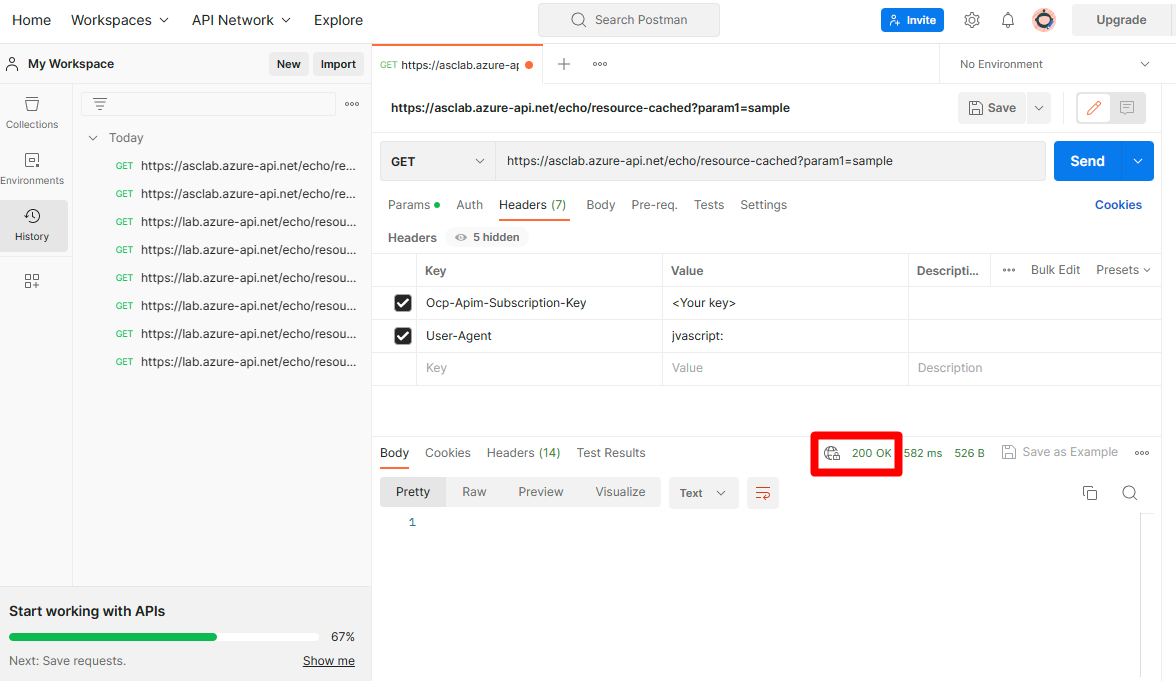 Home Workspaces API Network Explore Search Postman Invite Upgrade
My Workspace New Import GET https://asclab.azure-ap No Environment
Collections
Environments
History
Today
GET https://asclab.azure-api.net/echo/re...
GET https://asclab.azure-api.net/echo/re...
GET https://lab.azure-api.net/echo/resou...
GET https://lab.azure-api.net/echo/resou...
GET https://lab.azure-api.net/echo/resou...
GET https://lab.azure-api.net/echo/resou...
GET https://lab.azure-api.net/echo/resou...
GET https://lab.azure-api.net/echo/resou...
https://asclab.azure-api.net/echo/resource-cached?param1=sample Save
GET https://asclab.azure-api.net/echo/resource-cached?param1=sample Send
Params Auth Headers (7) Body Pre-req. Tests Settings Cookies
Headers 5 hidden
Key Value Descripti... Bulk Edit Presets
Ocp-Apim-Subscription-Key <Your key>
User-Agent jvascript:
Key Value Description
Body Cookies Headers (14) Test Results 200 OK 582 ms 526 B Save as Example
Pretty Raw Preview Visualize Text
1
Start working with APIs
67%
Next: Save requests. Show me